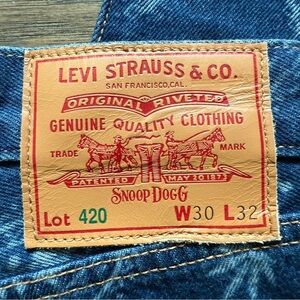 LEVI STRAUSS & CO.
SAN FRANCISCO, CAL.
ORIGINAL RIVETED
GENUINE QUALITY CLOTHING
TRADE MARK
PATENTED MAY 20 187
SNOOP DOGG
Lot 420 W30 L32